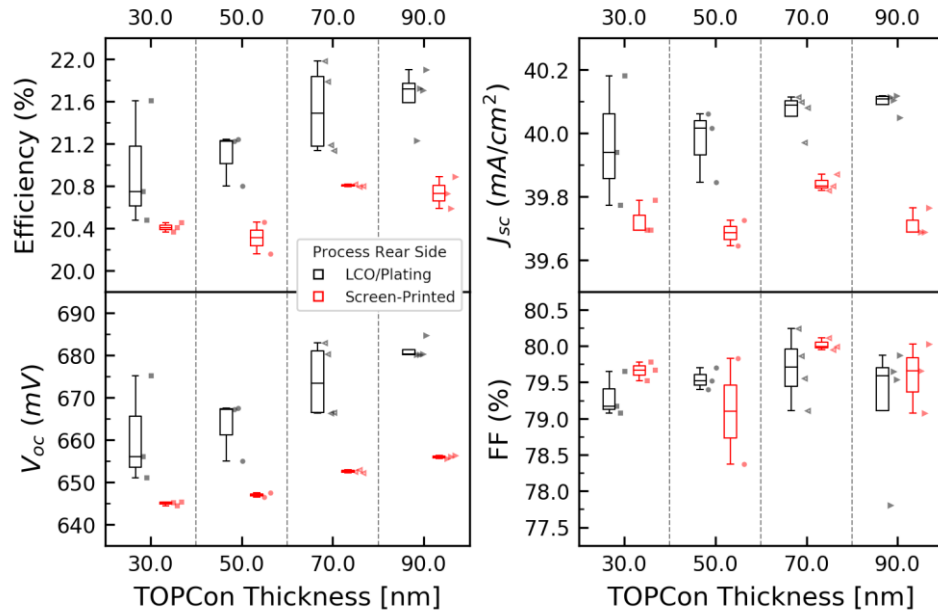 30.0 50.0 70.0 90.0
30.0 50.0 70.0 90.0
Efficiency (%)
22.0
21.6
21.2
20.8
20.4
20.0
Jsc (mA/cm²)
40.2
40.0
39.8
39.6
Process Rear Side
LCO/Plating
Screen-Printed
Voc (mV)
690
680
670
660
650
640
FF (%)
80.5
80.0
79.5
79.0
78.5
78.0
77.5
30.0 50.0 70.0 90.0
30.0 50.0 70.0 90.0
TOPCon Thickness [nm]
TOPCon Thickness [nm]